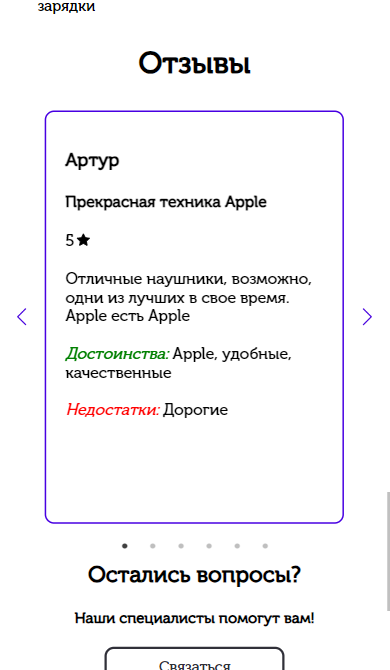 зарядки
Отзывы
Артур
Прекрасная техника Apple
5★
Отличные наушники, возможно,
одни из лучших в свое время.
Apple есть Apple
Достоинства: Apple, удобные,
качественные
Недостатки: Дорогие
Остались вопросы?
Наши специалисты помогут вам!
Связаться